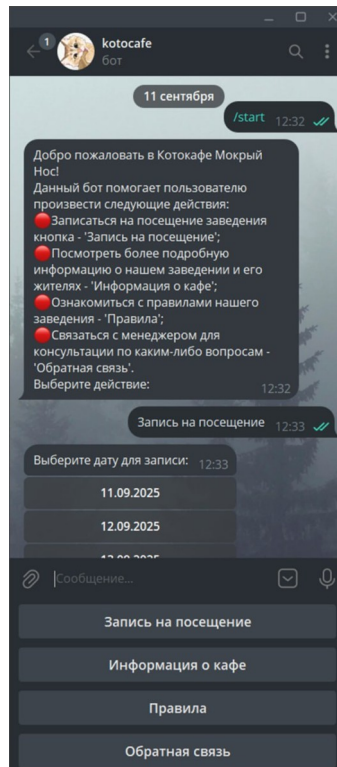 1
kotocafe
бот
11 сентября
/start 12:32
Добро пожаловать в Котокафе Мокрый
Нос!
Данный бот помогает пользователю
произвести следующие действия:
Записаться на посещение заведения
кнопка - 'Запись на посещение';
Посмотреть более подробную
информацию о нашем заведении и его
жителях - 'Информация о кафе';
Ознакомиться с правилами нашего
заведения - 'Правила';
Связаться с менеджером для
консультации по каким-либо вопросам -
'Обратная связь'.
Выберите действие: 12:32
Запись на посещение 12:33
Выберите дату для записи: 12:33
11.09.2025
12.09.2025
13.09.2025
Сообщение...
Запись на посещение
Информация о кафе
Правила
Обратная связь